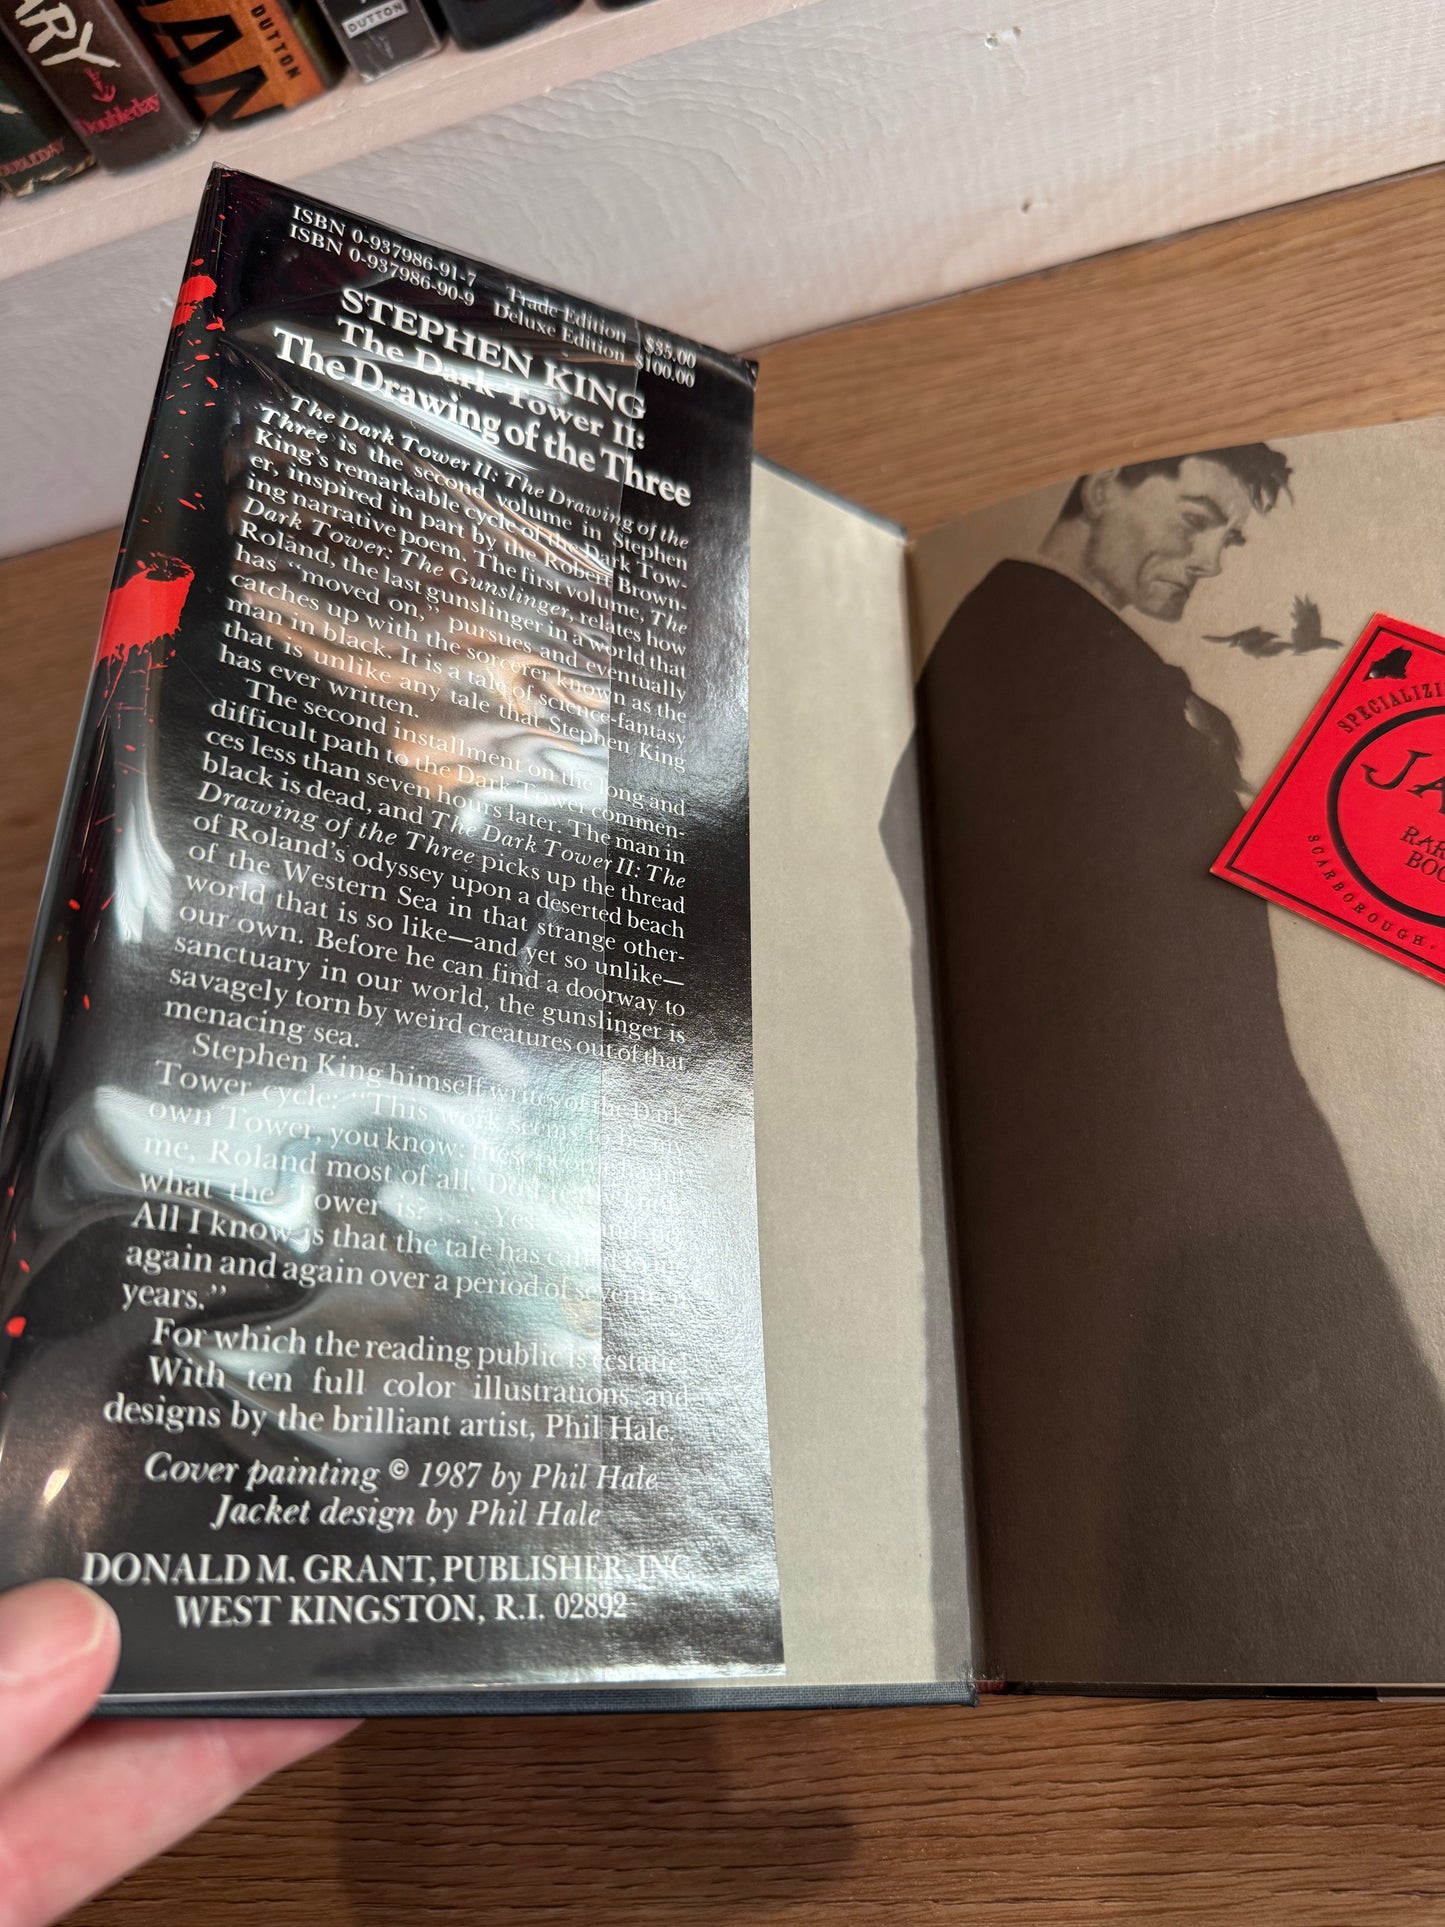 ARY
Doubleday
DOUBLEDAY
LAN
DUTTON
DUTTON
ISBN 0-937986-91-7 Trade Edition $35.00
ISBN 0-937986-90-9 Deluxe Edition $100.00
STEPHEN KING
The Dark Tower II:
The Drawing of the Three
The Dark Tower II: The Drawing of the
Three is the second volume in Stephen
King's remarkable cycle of the Dark Tow-
er, inspired in part by the Robert Brown-
ing narrative poem. The first volume, The
Dark Tower: The Gunslinger, relates how
Roland, the last gunslinger in a world that
has "moved on," pursues and eventually
catches up with the sorcerer known as the
man in black. It is a tale of science-fantasy
that is unlike any tale that Stephen King
has ever written.
The second installment on the long and
difficult path to the Dark Tower commen-
ces less than seven hours later. The man in
black is dead, and The Dark Tower II: The
Drawing of the Three picks up the thread
of Roland's odyssey upon a deserted beach
of the Western Sea in that strange other-
world that is so like—and yet so unlike—
our own. Before he can find a doorway to
sanctuary in our world, the gunslinger is
savagely torn by weird creatures out of that
menacing sea.
Stephen King himself writes of the Dark
Tower cycle: "This work seems to be my
own Tower, you know; these people haunt
me, Roland most of all. Do I
what the Tower is? . . . Yes
All I know is that the tale has called to me
again and again over a period of seventeen
years."
For which the reading public is ecstatic!
With ten full color illustrations and
designs by the brilliant artist, Phil Hale.
Cover painting © 1987 by Phil Hale
Jacket design by Phil Hale
DONALD M. GRANT, PUBLISHER, INC.
WEST KINGSTON, R.I. 02892
SPECIALIZI
JA
RAR
BOO
SCARBOROUGH,